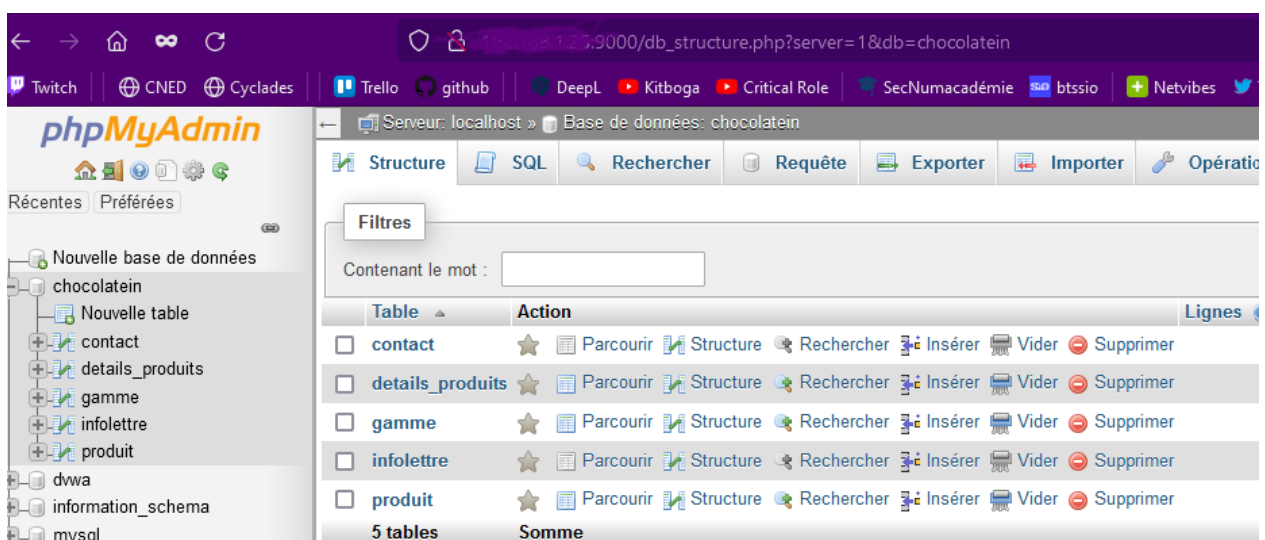 :9000/db_structure.php?server=1&db=chocolatein
Twitch CNED Cyclades Trello github DeepL Kitboga Critical Role SecNumacadémie btssio Netvibes
phpMyAdmin
Récentes Préférées
Nouvelle base de données
chocolatein
Nouvelle table
contact
details_produits
gamme
infolettre
produit
dvwa
information_schema
mysql
Serveur: localhost » Base de données: chocolatein
Structure SQL Rechercher Requête Exporter Importer Opératio
Filtres
Contenant le mot :
Table Action Lignes
contact Parcourir Structure Rechercher Insérer Vider Supprimer
details_produits Parcourir Structure Rechercher Insérer Vider Supprimer
gamme Parcourir Structure Rechercher Insérer Vider Supprimer
infolettre Parcourir Structure Rechercher Insérer Vider Supprimer
produit Parcourir Structure Rechercher Insérer Vider Supprimer
5 tables Somme